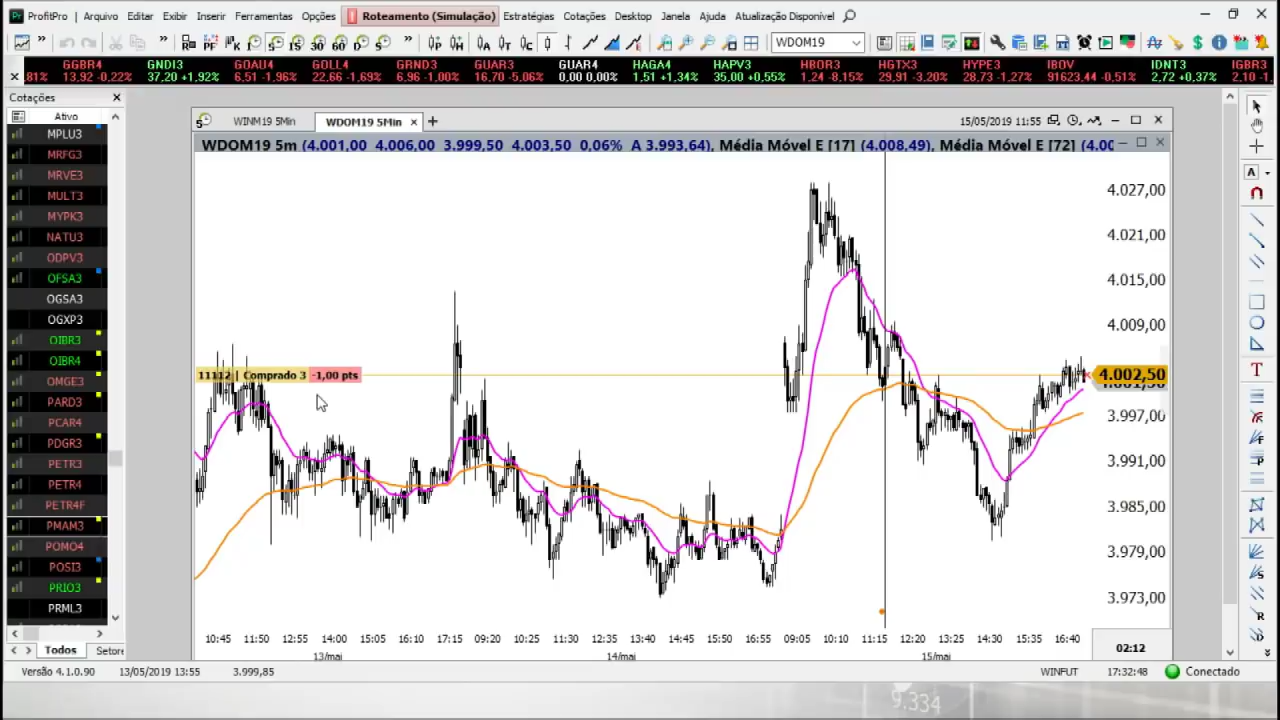 ProfitPro | Arquivo Editar Exibir Inserir Ferramentas Opções Roteamento (Simulação) Estratégias Cotações Desktop Janela Ajuda Atualização Disponível
WDOM19
GGBR4 GNDI3 GOAU4 GOLL4 GRND3 GUAR3 GUAR4 HAGA4 HAPV3 HBOR3 HGTX3 HYPE3 IBOV IDNT3 IGBR3
81% 13,92 -0,22% 37,20 +1,92% 6,51 -1,96% 22,66 -1,69% 6,96 -1,00% 16,70 -5,06% 0,00 0,00% 1,51 +1,34% 35,00 +0,55% 1,24 -8,15% 29,91 -3,20% 28,73 -1,27% 91623,44 -0,51% 2,72 +0,37% 2,10 -1,
Cotações
Ativo
MPLU3
MRFG3
MRVE3
MULT3
MYPK3
NATU3
ODPV3
OFSA3
OGSA3
OGXP3
OIBR3
OIBR4
OMGE3
PARD3
PCAR4
PDGR3
PETR3
PETR4
PETR4F
PMAM3
POMO4
POSI3
PRIO3
PRML3
Todos Setore
WINM19 5Min WDOM19 5Min 15/05/2019 11:55
WDOM19 5m (4.001,00 4.006,00 3.999,50 4.003,50 0,06% A 3.993,64), Média Móvel E [17] (4.008,49), Média Móvel E [72] (4.00
4.027,00
4.021,00
4.015,00
4.009,00
11112 | Comprado 3 -1,00 pts
4.002,50
3.997,00
3.991,00
3.985,00
3.979,00
3.973,00
10:45 11:50 12:55 14:00 15:05 16:10 17:15 09:20 10:25 11:30 12:35 13:40 14:45 15:50 16:55 09:05 10:10 11:15 12:20 13:25 14:30 15:35 16:40
13/mai 14/mai 15/mai
02:12
Versão 4.1.0.90 13/05/2019 13:55 3.999,85 WINFUT 17:32:48 Conectado
9.334